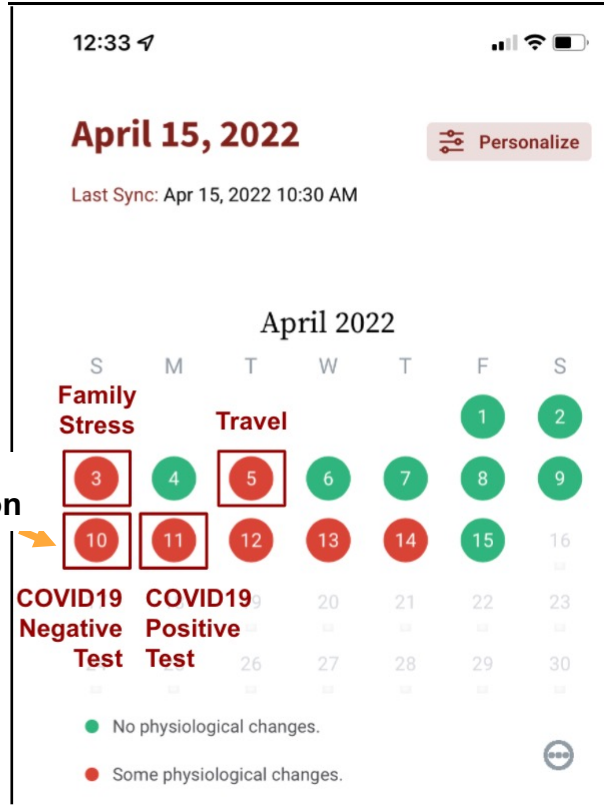 12:33
April 15, 2022
Personalize
Last Sync: Apr 15, 2022 10:30 AM
April 2022
S M T W T F S
Family
Stress
Travel
1 2
3 4 5 6 7 8 9
on
10 11 12 13 14 15 16
COVID19 COVID19
20 21 22 23
Negative Positive
Test Test
26 27 28 29 30
No physiological changes.
Some physiological changes.